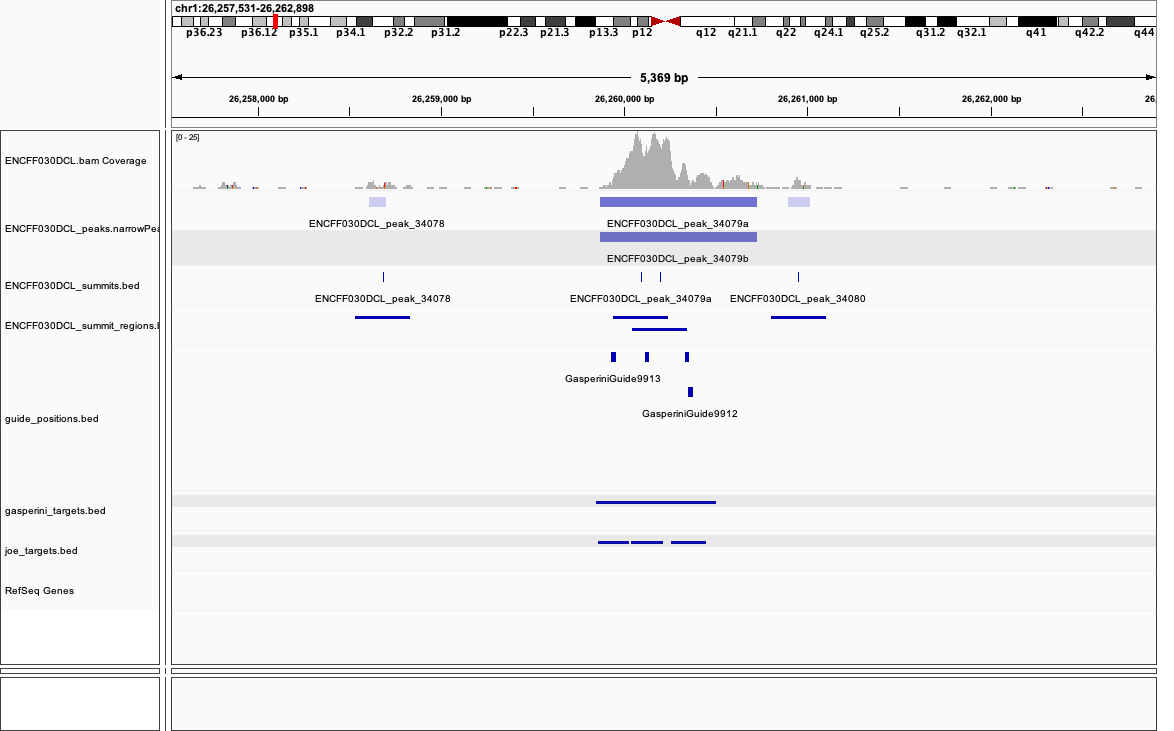 chr1:26,257,531-26,262,898
p36.23 p36.12 p35.1 p34.1 p32.2 p31.2 p22.3 p21.3 p13.3 p12 q12 q21.1 q22 q24.1 q25.2 q31.2 q32.1 q41 q42.2 q44
5,369 bp
26,258,000 bp 26,259,000 bp 26,260,000 bp 26,261,000 bp 26,262,000 bp 26,
[0 - 25]
ENCFF030DCL.bam Coverage
ENCFF030DCL_peak_34078 ENCFF030DCL_peak_34079a
ENCFF030DCL_peaks.narrowPea
ENCFF030DCL_peak_34079b
ENCFF030DCL_summits.bed
ENCFF030DCL_peak_34078 ENCFF030DCL_peak_34079a ENCFF030DCL_peak_34080
ENCFF030DCL_summit_regions.b
GasperiniGuide9913
GasperiniGuide9912
guide_positions.bed
gasperini_targets.bed
joe_targets.bed
RefSeq Genes